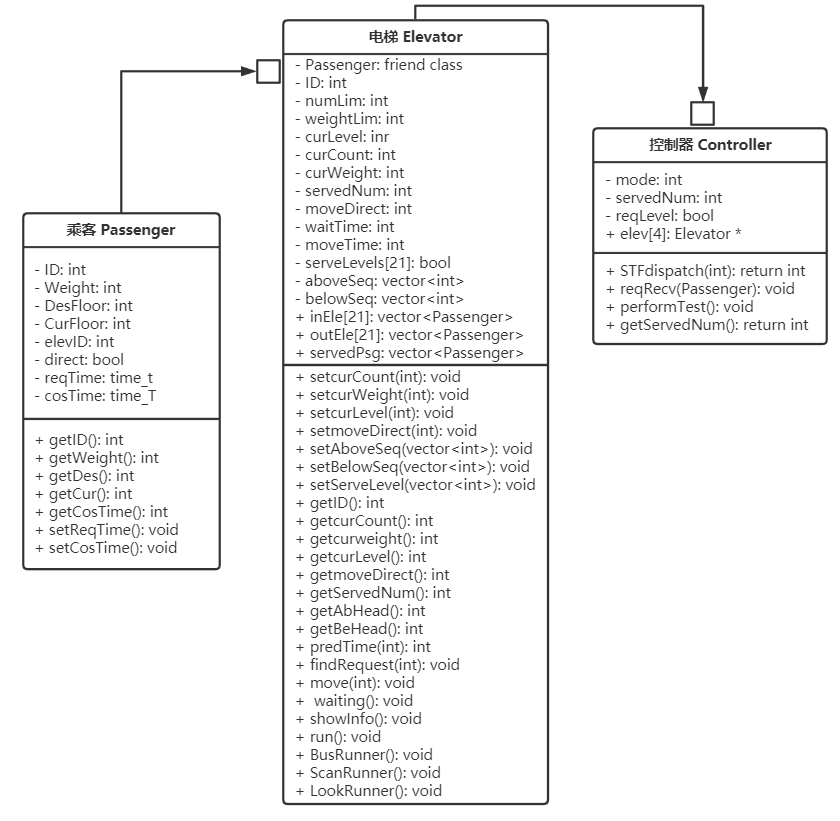 电梯 Elevator
- Passenger: friend class
- ID: int
- numLim: int
- weightLim: int
- curLevel: inr
- curCount: int
- curWeight: int
- servedNum: int
- moveDirect: int
- waitTime: int
- moveTime: int
- serveLevels[21]: bool
- aboveSeq: vector<int>
- belowSeq: vector<int>
+ inEle[21]: vector<Passenger>
+ outEle[21]: vector<Passenger>
+ servedPsg: vector<Passenger>
+ setcurCount(int): void
+ setcurWeight(int): void
+ setcurLevel(int): void
+ setmoveDirect(int): void
+ setAboveSeq(vector<int>): void
+ setBelowSeq(vector<int>): void
+ setServeLevel(vector<int>): void
+ getID(): int
+ getcurCount(): int
+ getcurweight(): int
+ getcurLevel(): int
+ getmoveDirect(): int
+ getServedNum(): int
+ getAbHead(): int
+ getBeHead(): int
+ predTime(int): int
+ findRequest(int): void
+ move(int): void
+  waiting(): void
+ showInfo(): void
+ run(): void
+ BusRunner(): void
+ ScanRunner(): void
+ LookRunner(): void
控制器 Controller
- mode: int
- servedNum: int
- reqLevel: bool
+ elev[4]: Elevator *
+ STFdispatch(int): return int
+ reqRecv(Passenger): void
+ performTest(): void
+ getServedNum(): return int
乘客 Passenger
- ID: int
- Weight: int
- DesFloor: int
- CurFloor: int
- elevID: int
- direct: bool
- reqTime: time_t
- cosTime: time_T
+ getID(): int
+ getWeight(): int
+ getDes(): int
+ getCur(): int
+ getCosTime(): int
+ setReqTime(): void
+ setCosTime(): void